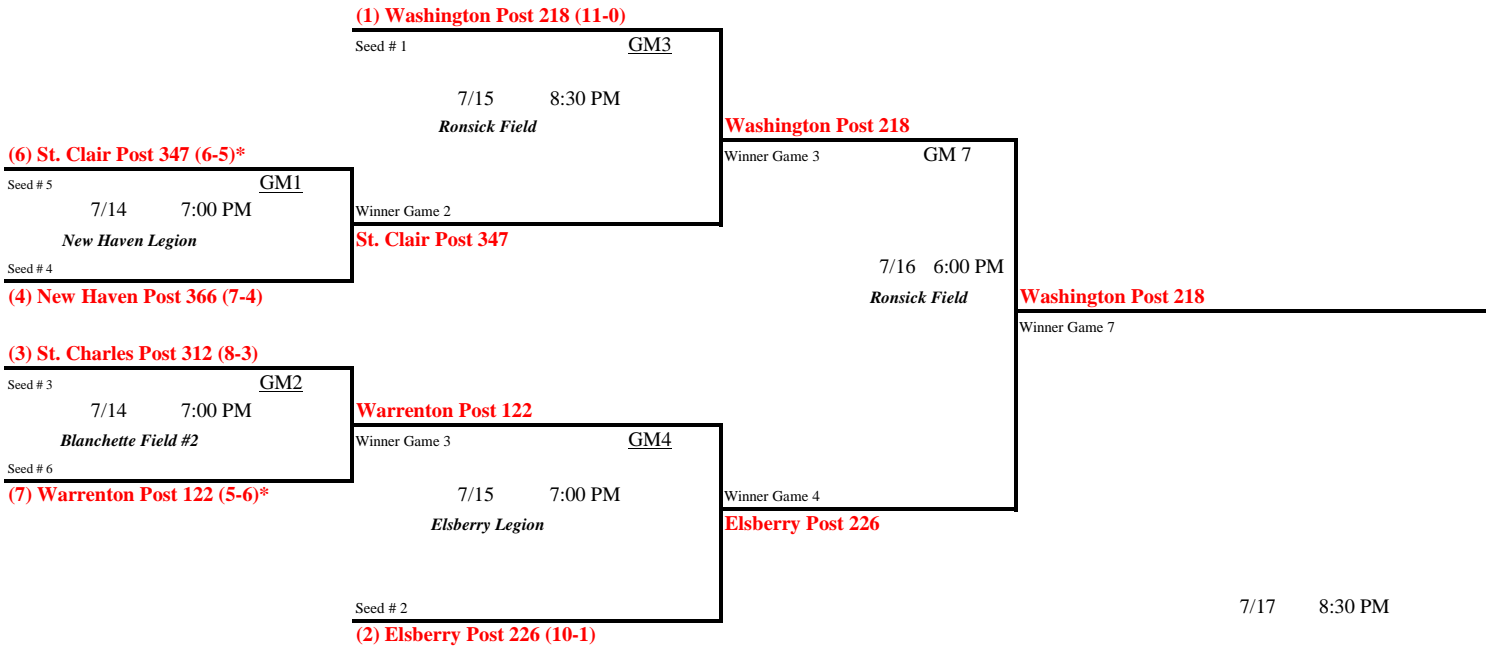 (1) Washington Post 218 (11-0)
Seed # 1 GM3
7/15 8:30 PM
Ronsick Field
Washington Post 218
(6) St. Clair Post 347 (6-5)*
Winner Game 3 GM 7
Seed # 5 GM1
7/14 7:00 PM
Winner Game 2
New Haven Legion
St. Clair Post 347
Seed # 4
7/16 6:00 PM
(4) New Haven Post 366 (7-4)
Ronsick Field
Washington Post 218
Winner Game 7
(3) St. Charles Post 312 (8-3)
Seed # 3 GM2
7/14 7:00 PM
Warrenton Post 122
Blanchette Field #2
Winner Game 3 GM4
Seed # 6
(7) Warrenton Post 122 (5-6)*
7/15 7:00 PM
Winner Game 4
Elsberry Legion
Elsberry Post 226
Seed # 2
7/17 8:30 PM
(2) Elsberry Post 226 (10-1)